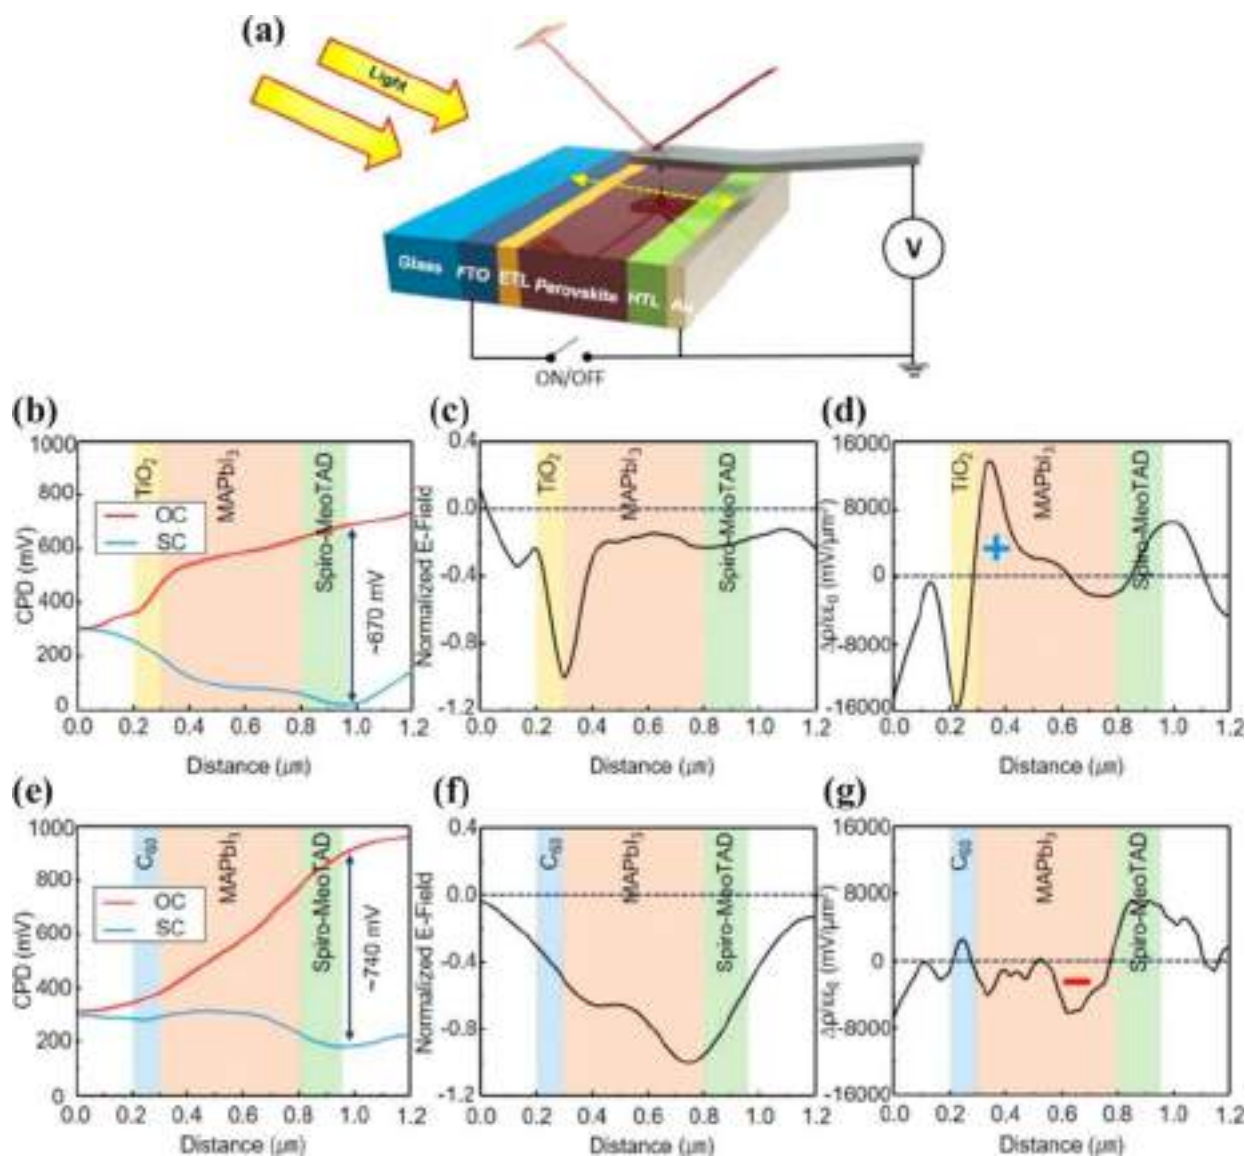 (a)
Light
Glass FTO ETL Perovskite HTL Au
V
ON/OFF
(b)
1000
800
600
400
200
0
CPD (mV)
TiO2
MAPbI3
Spiro-MeoTAD
OC
SC
~670 mV
0.0 0.2 0.4 0.6 0.8 1.0 1.2
Distance (μm)
(c)
0.4
0.0
-0.4
-0.8
-1.2
Normalized E-Field
TiO2
MAPbI3
Spiro-MeoTAD
0.0 0.2 0.4 0.6 0.8 1.0 1.2
Distance (μm)
(d)
16000
8000
0
-8000
-16000
Δρ/εε0 (mV/μm²)
TiO2
MAPbI3
Spiro-MeoTAD
+
0.0 0.2 0.4 0.6 0.8 1.0 1.2
Distance (μm)
(e)
1000
800
600
400
200
0
CPD (mV)
C60
MAPbI3
Spiro-MeoTAD
OC
SC
~740 mV
0.0 0.2 0.4 0.6 0.8 1.0 1.2
Distance (μm)
(f)
0.4
0.0
-0.4
-0.8
-1.2
Normalized E-Field
C60
MAPbI3
Spiro-MeoTAD
0.0 0.2 0.4 0.6 0.8 1.0 1.2
Distance (μm)
(g)
16000
8000
0
-8000
-16000
Δρ/εε0 (mV/μm²)
C60
MAPbI3
Spiro-MeoTAD
−
0.0 0.2 0.4 0.6 0.8 1.0 1.2
Distance (μm)